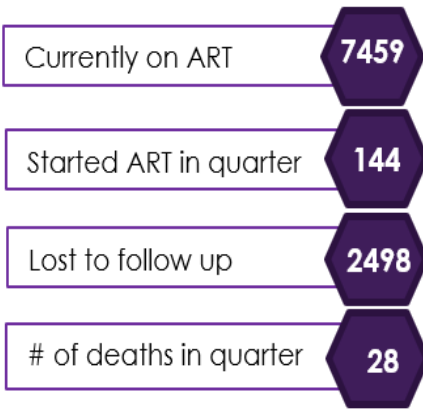 Currently on ART 7459
Started ART in quarter 144
Lost to follow up 2498
# of deaths in quarter 28